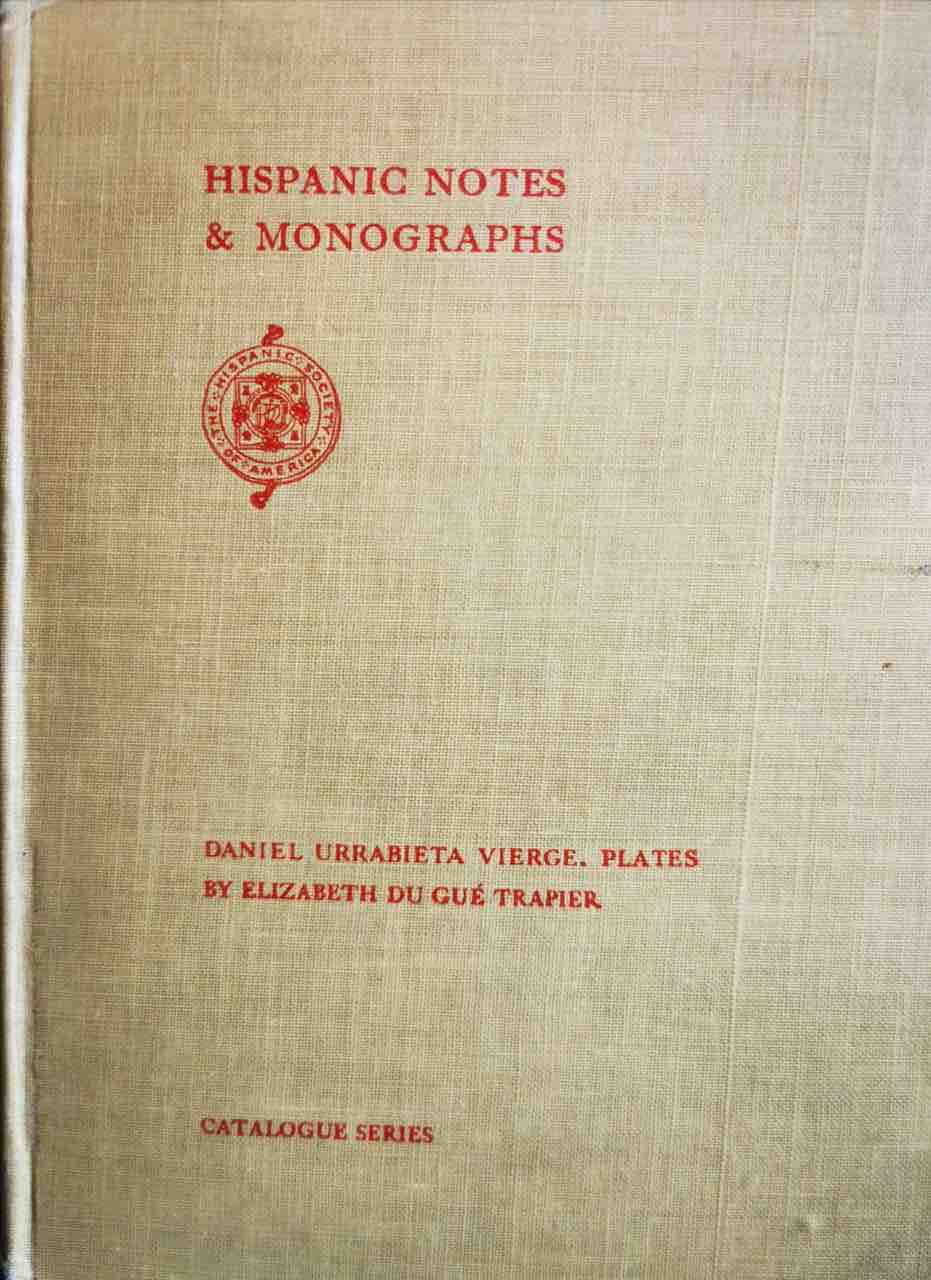 HISPANIC NOTES
& MONOGRAPHS
THE HISPANIC SOCIETY
OF AMERICA
DANIEL URRABIETA VIERGE. PLATES
BY ELIZABETH DU GUÉ TRAPIER
CATALOGUE SERIES